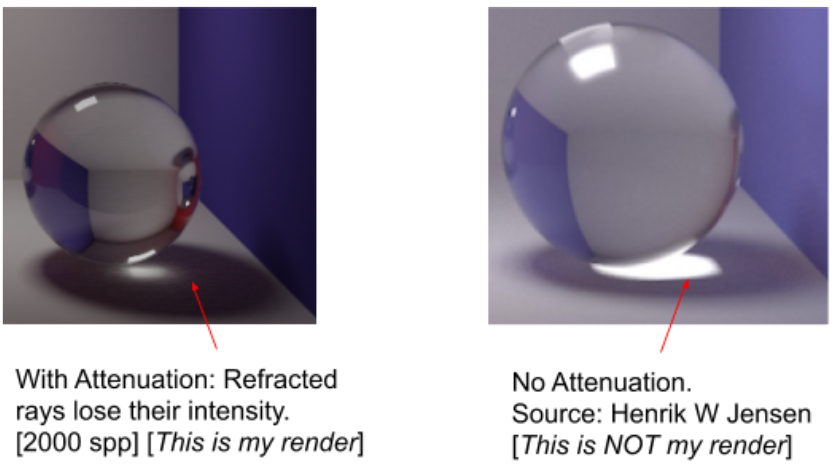 With Attenuation: Refracted
rays lose their intensity.
[2000 spp] [This is my render]
No Attenuation.
Source: Henrik W Jensen
[This is NOT my render]